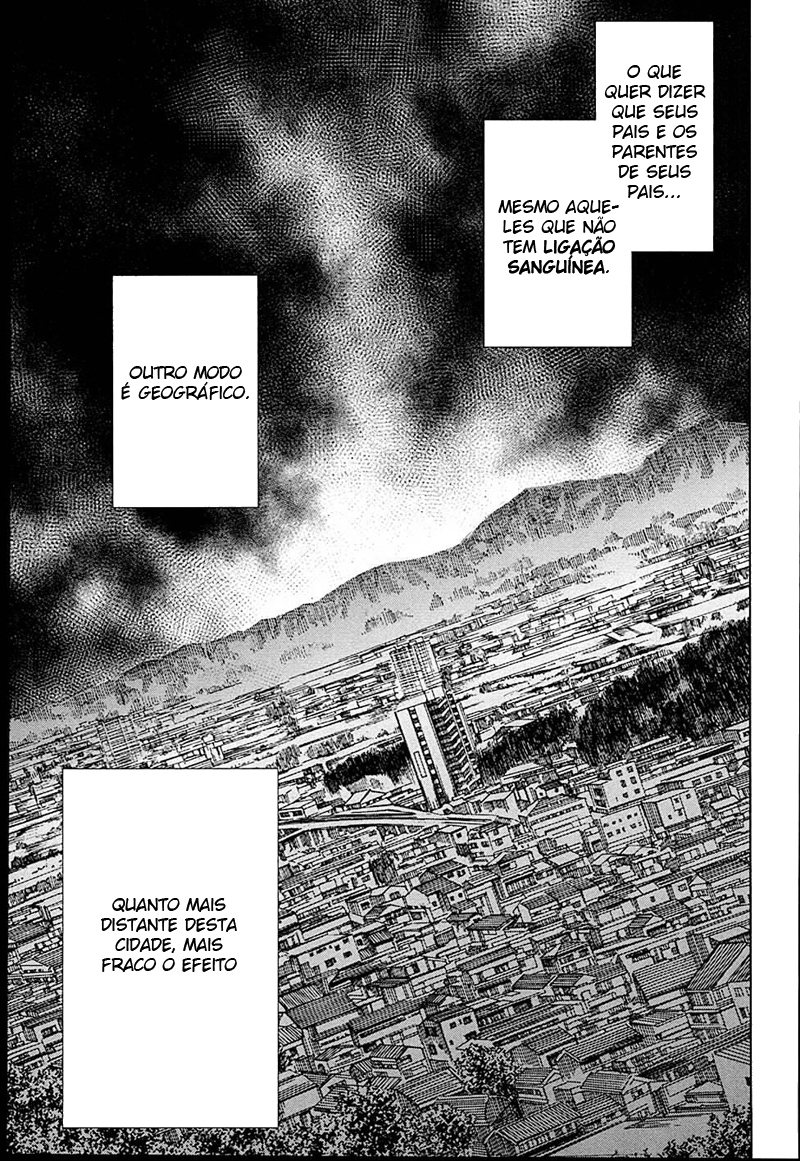 O QUE
QUER DIZER
QUE SEUS
PAIS E OS
PARENTES
DE SEUS
PAIS...
MESMO AQUE-
LES QUE NÃO
TEM LIGAÇÃO
SANGUÍNEA.
OUTRO MODO
É GEOGRÁFICO.
QUANTO MAIS
DISTANTE DESTA
CIDADE, MAIS
FRACO O EFEITO